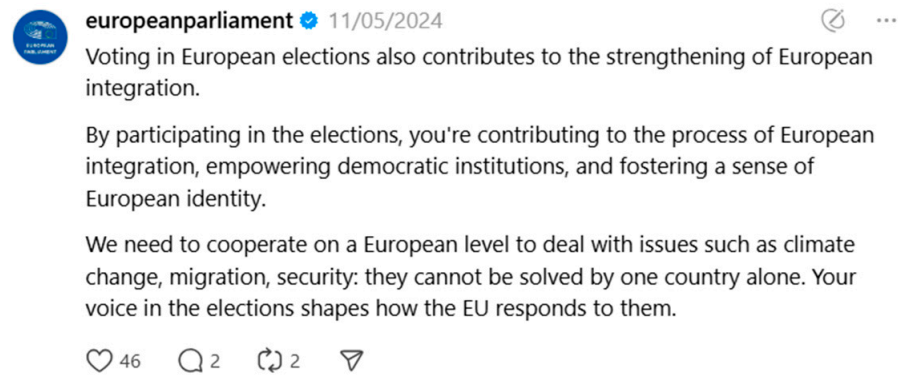 europeanparliament 11/05/2024
Voting in European elections also contributes to the strengthening of European
integration.
By participating in the elections, you're contributing to the process of European
integration, empowering democratic institutions, and fostering a sense of
European identity.
We need to cooperate on a European level to deal with issues such as climate
change, migration, security: they cannot be solved by one country alone. Your
voice in the elections shapes how the EU responds to them.
46 2 2
EUROPEAN
PARLIAMENT